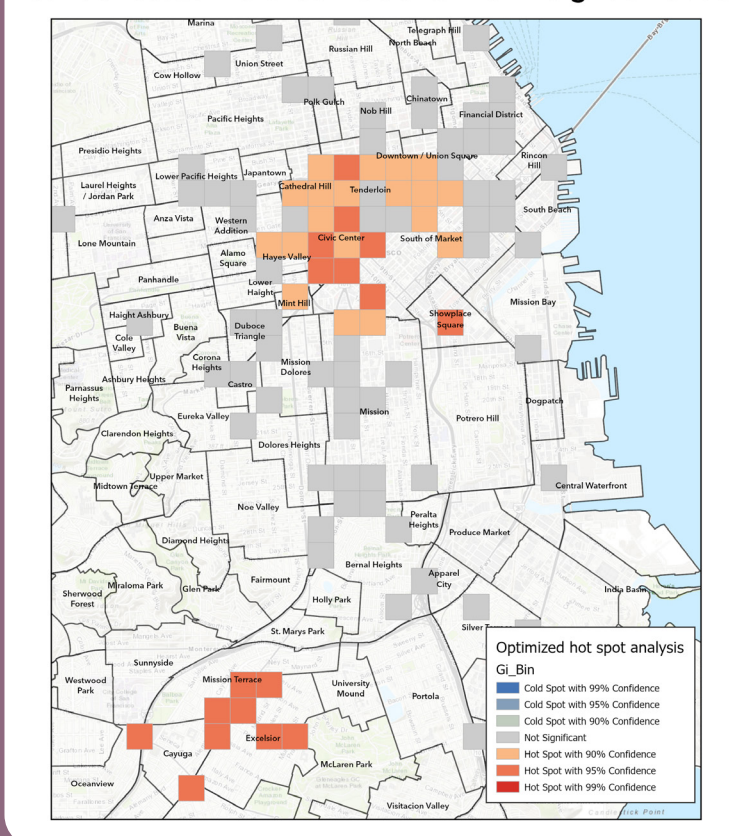 Marina
Telegraph Hill
North Beach
Russian Hill
Bay Br
Union Street
Cow Hollow
Chinatown
Polk Gulch
Nob Hill
Financial District
Pacific Heights
Presidio Heights
Downtown / Union Square
Rincon
Hill
Japantown
Lower Pacific Heights
Laurel Heights
/ Jordan Park
Cathedral Hill
Tenderloin
South Beach
Anza Vista
Western
Addition
Lone Mountain
Civic Center
South of Market
Alamo
Square
Hayes Valley
Panhandle
Lower
Haight
Mint Hill
Mission Bay
Haight Ashbury
Buena
Vista
Duboce
Triangle
Showplace
Square
Cole
Valley
Corona
Heights
Mission
Dolores
Ashbury Heights
Castro
Parnassus
Heights
Dogpatch
Eureka Valley
Mission
Potrero Hill
Clarendon Heights
Dolores Heights
Upper Market
Midtown Terrace
Central Waterfront
Noe Valley
Peralta
Heights
Produce Market
Diamond Heights
Bernal Heights
Apparel
City
Fairmount
Miraloma Park
Glen Park
Sherwood
Forest
India Basin
Holly Park
St. Marys Park
Silver
Sunnyside
Mission Terrace
Westwood
Park
University
Mound
Portola
Excelsior
Cayuga
McLaren Park
Oceanview
Visitacion Valley
Candlestick Point
Optimized hot spot analysis
Gi_Bin
Cold Spot with 99% Confidence
Cold Spot with 95% Confidence
Cold Spot with 90% Confidence
Not Significant
Hot Spot with 90% Confidence
Hot Spot with 95% Confidence
Hot Spot with 99% Confidence